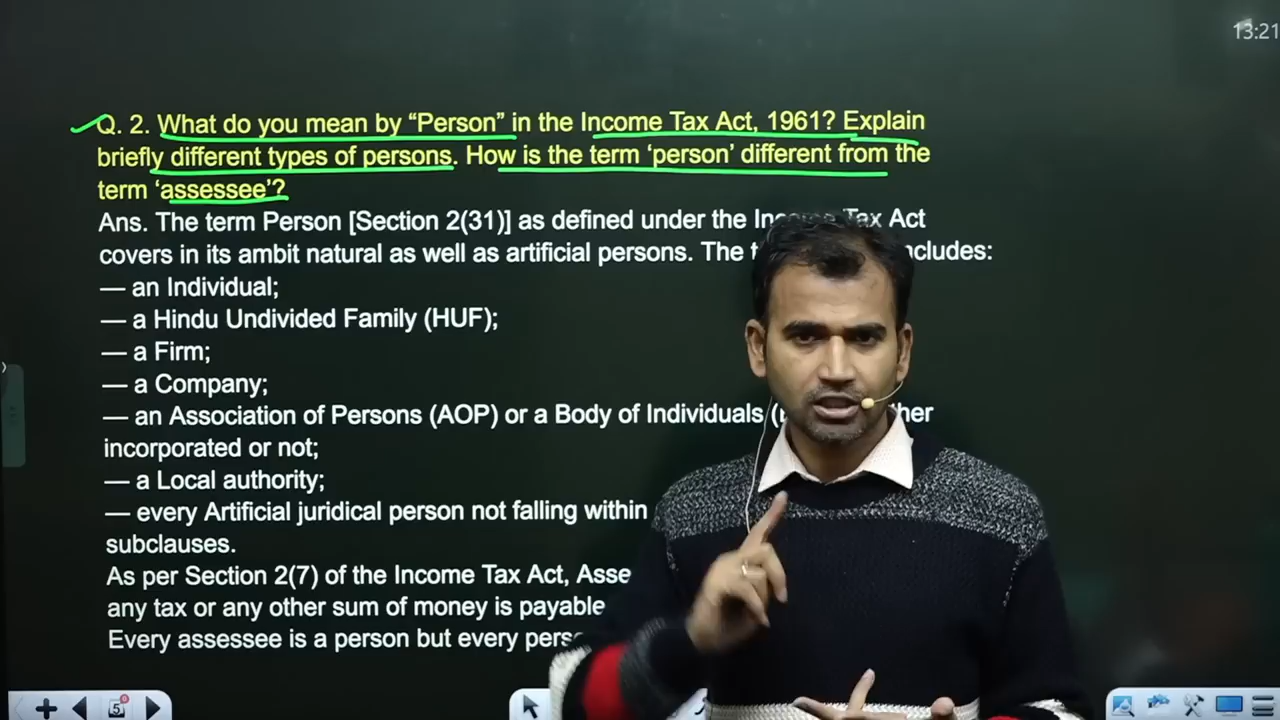 13:21
Q. 2. What do you mean by “Person” in the Income Tax Act, 1961? Explain
briefly different types of persons. How is the term ‘person’ different from the
term ‘assessee’?
Ans. The term Person [Section 2(31)] as defined under the Income Tax Act
covers in its ambit natural as well as artificial persons. The
— an Individual;
— a Hindu Undivided Family (HUF);
— a Firm;
— a Company;
— an Association of Persons (AOP) or a Body of Individuals
incorporated or not;
— a Local authority;
— every Artificial juridical person not falling within
subclauses.
As per Section 2(7) of the Income Tax Act,
any tax or any other sum of money is payable
Every assessee is a person but every
5